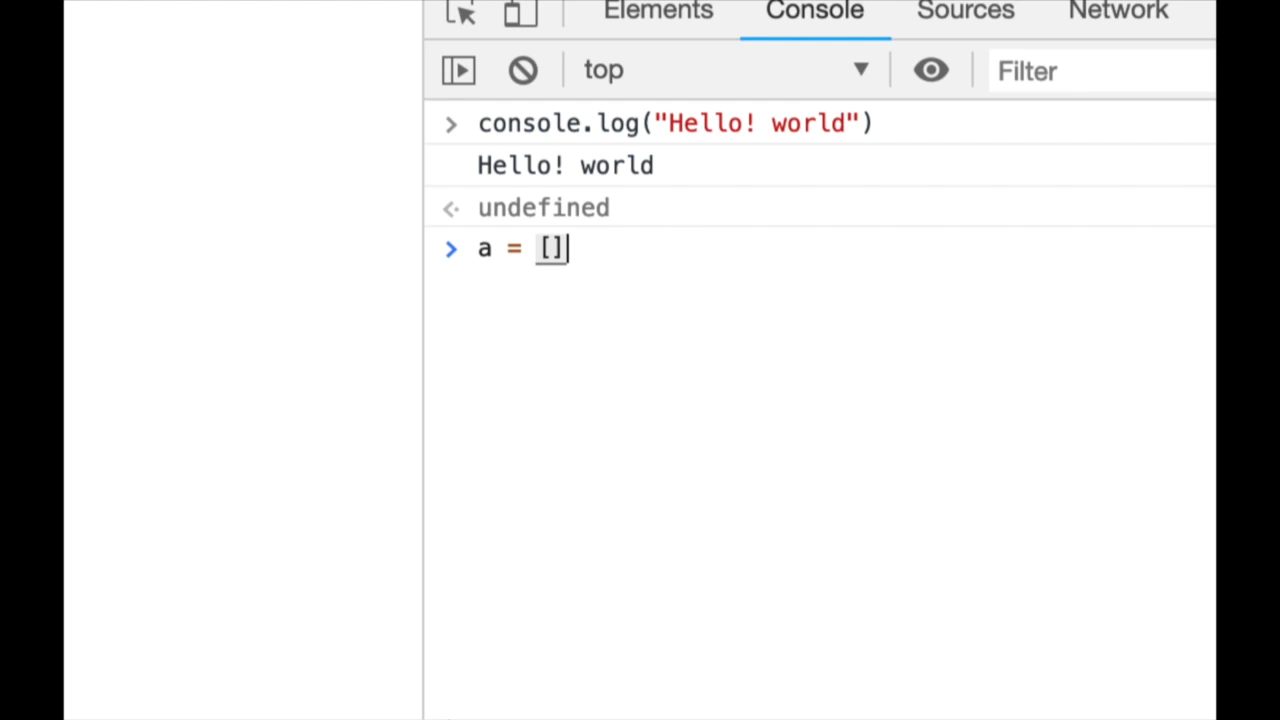 Elements Console Sources Network
top Filter
> console.log("Hello! world")
Hello! world
undefined
> a = []